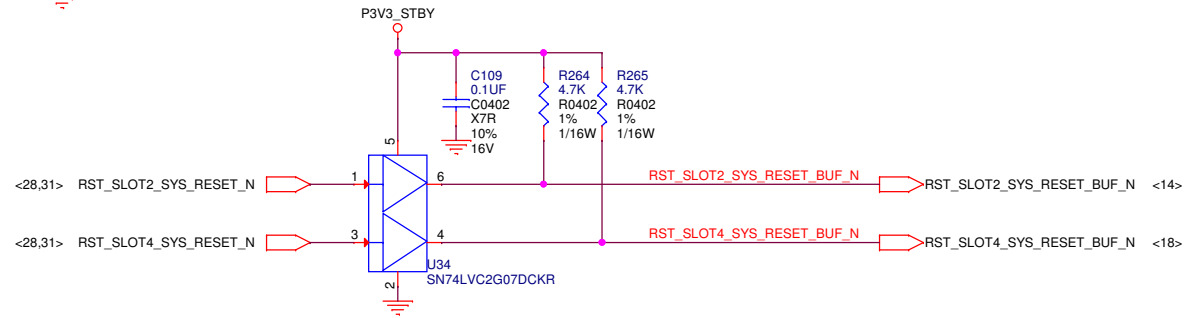 P3V3_STBY
C109
0.1UF
C0402
X7R
10%
16V
R264
4.7K
R0402
1%
1/16W
R265
4.7K
R0402
1%
1/16W
5
<28,31> RST_SLOT2_SYS_RESET_N 1 6 RST_SLOT2_SYS_RESET_BUF_N RST_SLOT2_SYS_RESET_BUF_N <14>
<28,31> RST_SLOT4_SYS_RESET_N 3 4 RST_SLOT4_SYS_RESET_BUF_N RST_SLOT4_SYS_RESET_BUF_N <18>
U34
SN74LVC2G07DCKR
2